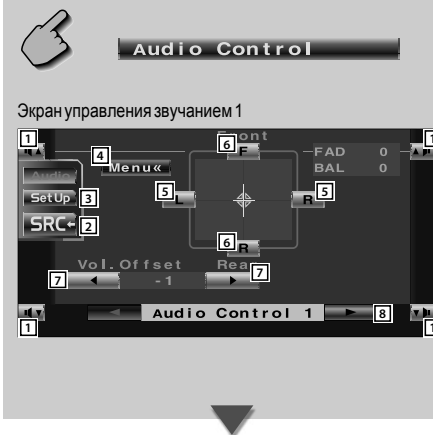 Audio Control
Экран управления звучанием 1
1 6 Front 1
4 F FAD 0
Menu« BAL 0
Audio
SetUp 3 5 L R 5
SRC 2
6 R
Vol.Offset Rear
7 -1 7
Audio Control 1 8
1 1